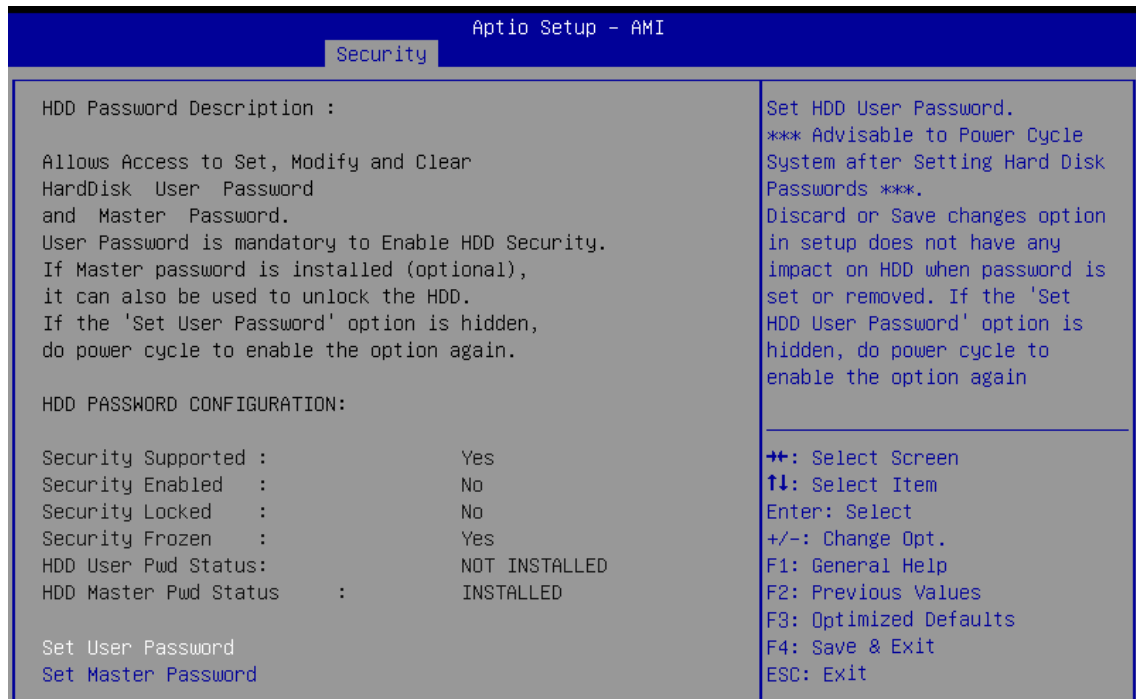 Aptio Setup – AMI
Security
HDD Password Description :
Allows Access to Set, Modify and Clear
HardDisk User Password
and Master Password.
User Password is mandatory to Enable HDD Security.
If Master password is installed (optional),
it can also be used to unlock the HDD.
If the 'Set User Password' option is hidden,
do power cycle to enable the option again.
HDD PASSWORD CONFIGURATION:
Security Supported : Yes
Security Enabled : No
Security Locked : No
Security Frozen : Yes
HDD User Pwd Status: NOT INSTALLED
HDD Master Pwd Status : INSTALLED
Set User Password
Set Master Password
Set HDD User Password.
*** Advisable to Power Cycle
System after Setting Hard Disk
Passwords ***.
Discard or Save changes option
in setup does not have any
impact on HDD when password is
set or removed. If the 'Set
HDD User Password' option is
hidden, do power cycle to
enable the option again
→←: Select Screen
↑↓: Select Item
Enter: Select
+/-: Change Opt.
F1: General Help
F2: Previous Values
F3: Optimized Defaults
F4: Save & Exit
ESC: Exit